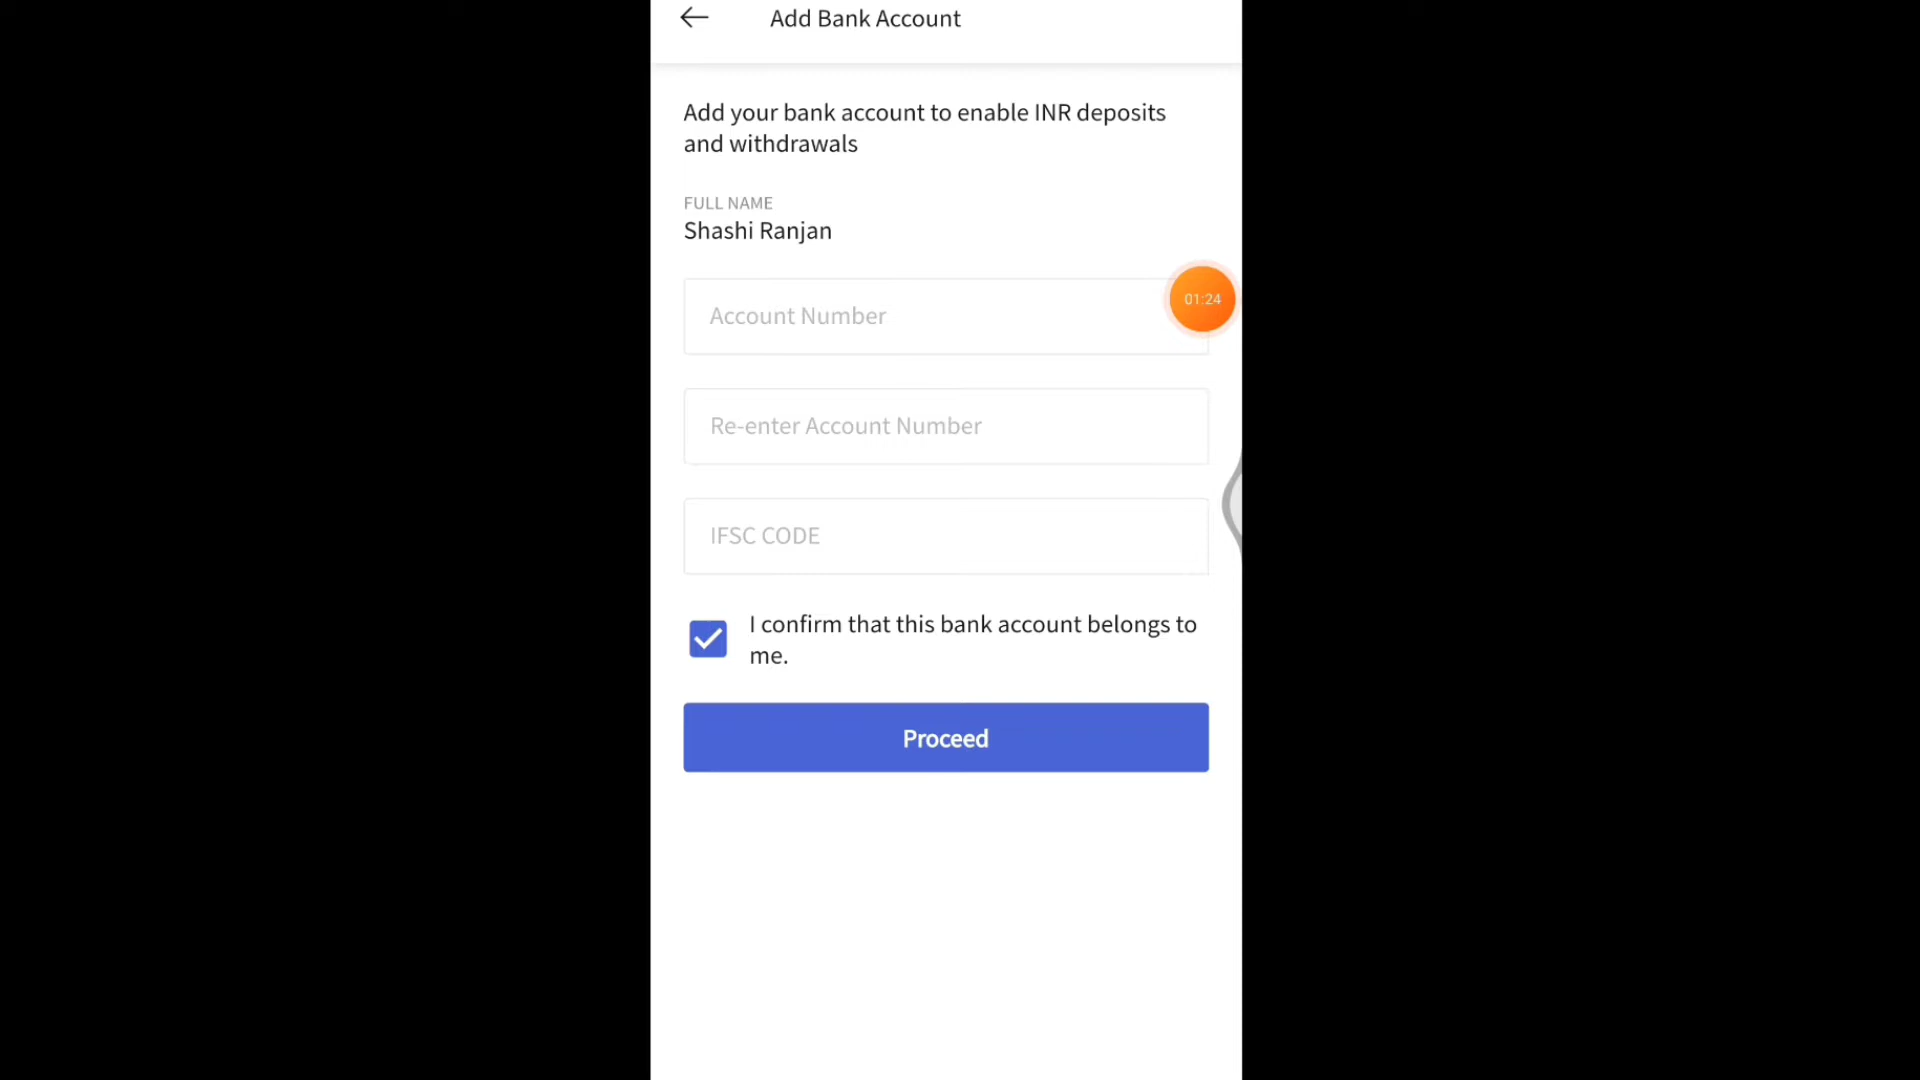 Add Bank Account
Add your bank account to enable INR deposits
and withdrawals
FULL NAME
Shashi Ranjan
Account Number
01:24
Re-enter Account Number
IFSC CODE
I confirm that this bank account belongs to
me.
Proceed